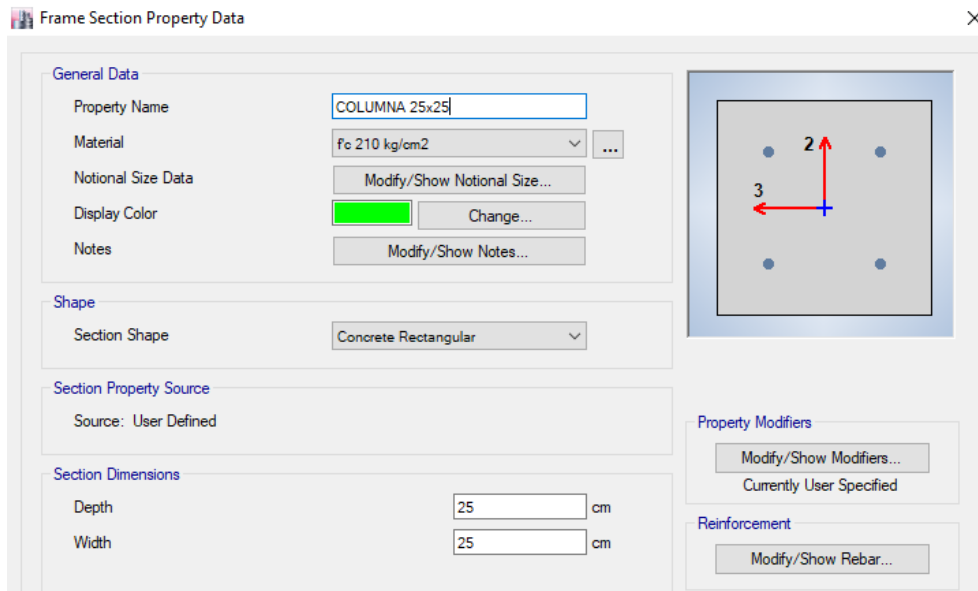 Frame Section Property Data
General Data
Property Name COLUMNA 25x25
Material f'c 210 kg/cm2 ...
Notional Size Data Modify/Show Notional Size...
Display Color Change...
Notes Modify/Show Notes...
2
3
Shape
Section Shape Concrete Rectangular
Section Property Source
Source: User Defined
Property Modifiers
Modify/Show Modifiers...
Currently User Specified
Section Dimensions
Depth 25 cm
Width 25 cm
Reinforcement
Modify/Show Rebar...